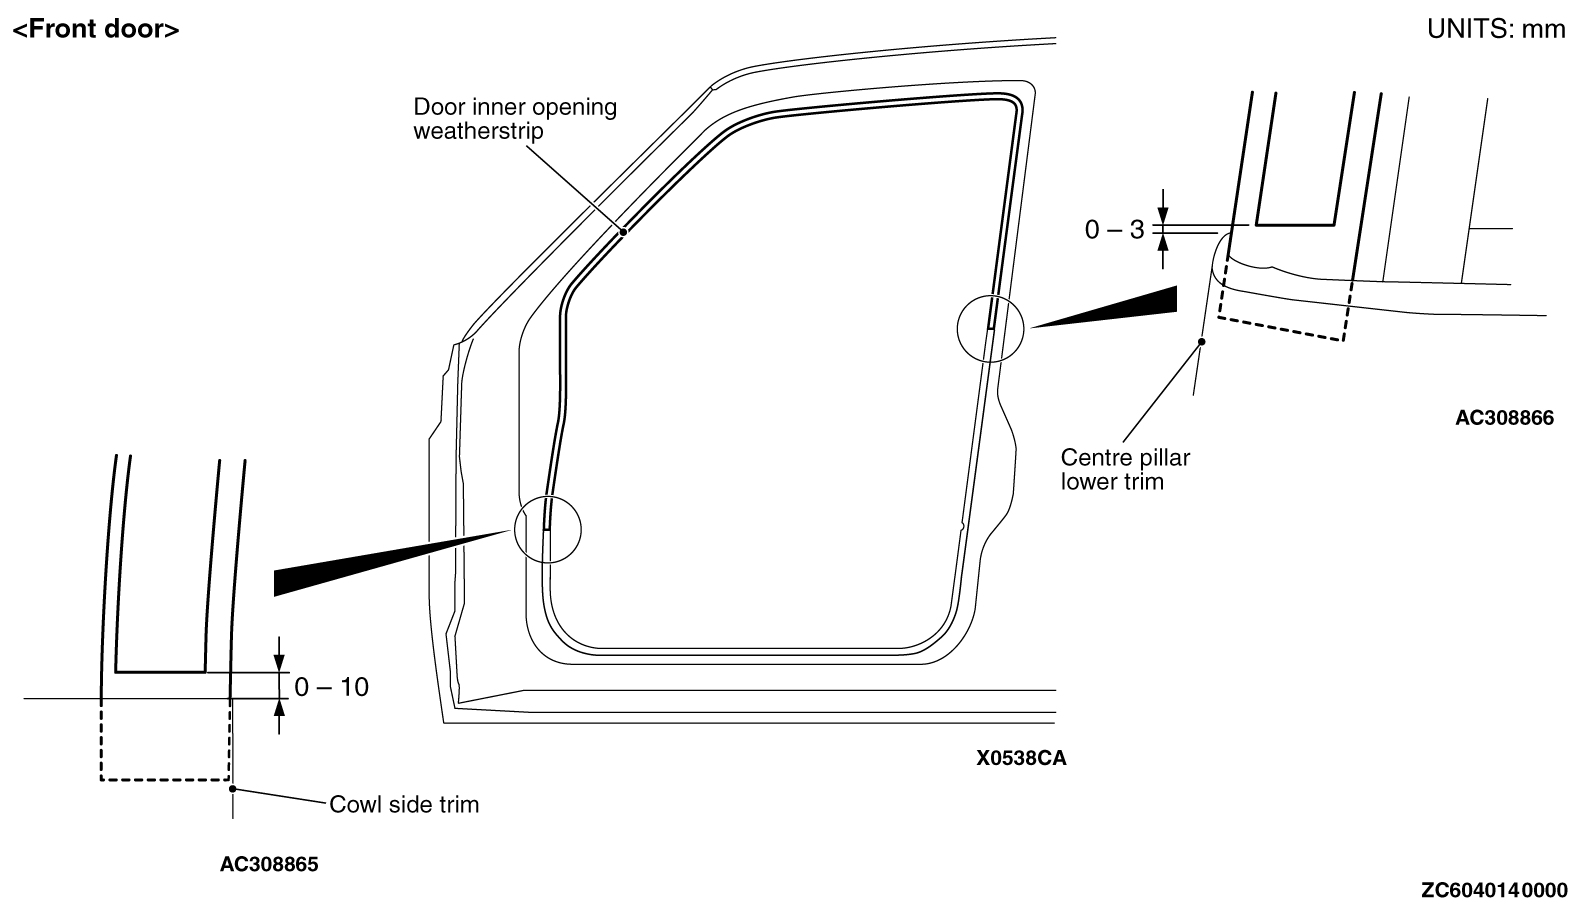 <Front door>
UNITS: mm
Door inner opening
weatherstrip
0 – 3
AC308866
Centre pillar
lower trim
0 – 10
X0538CA
Cowl side trim
AC308865
ZC6040140000